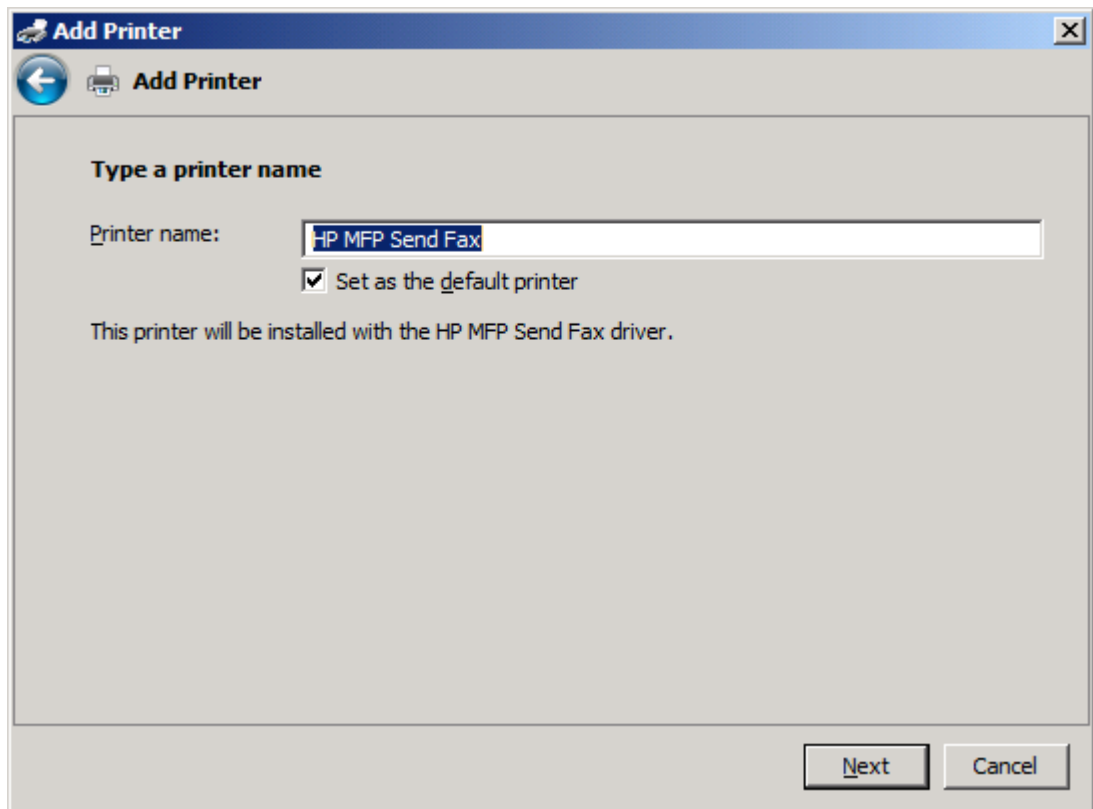 Add Printer
Add Printer
Type a printer name
Printer name: HP MFP Send Fax
Set as the default printer
This printer will be installed with the HP MFP Send Fax driver.
Next Cancel